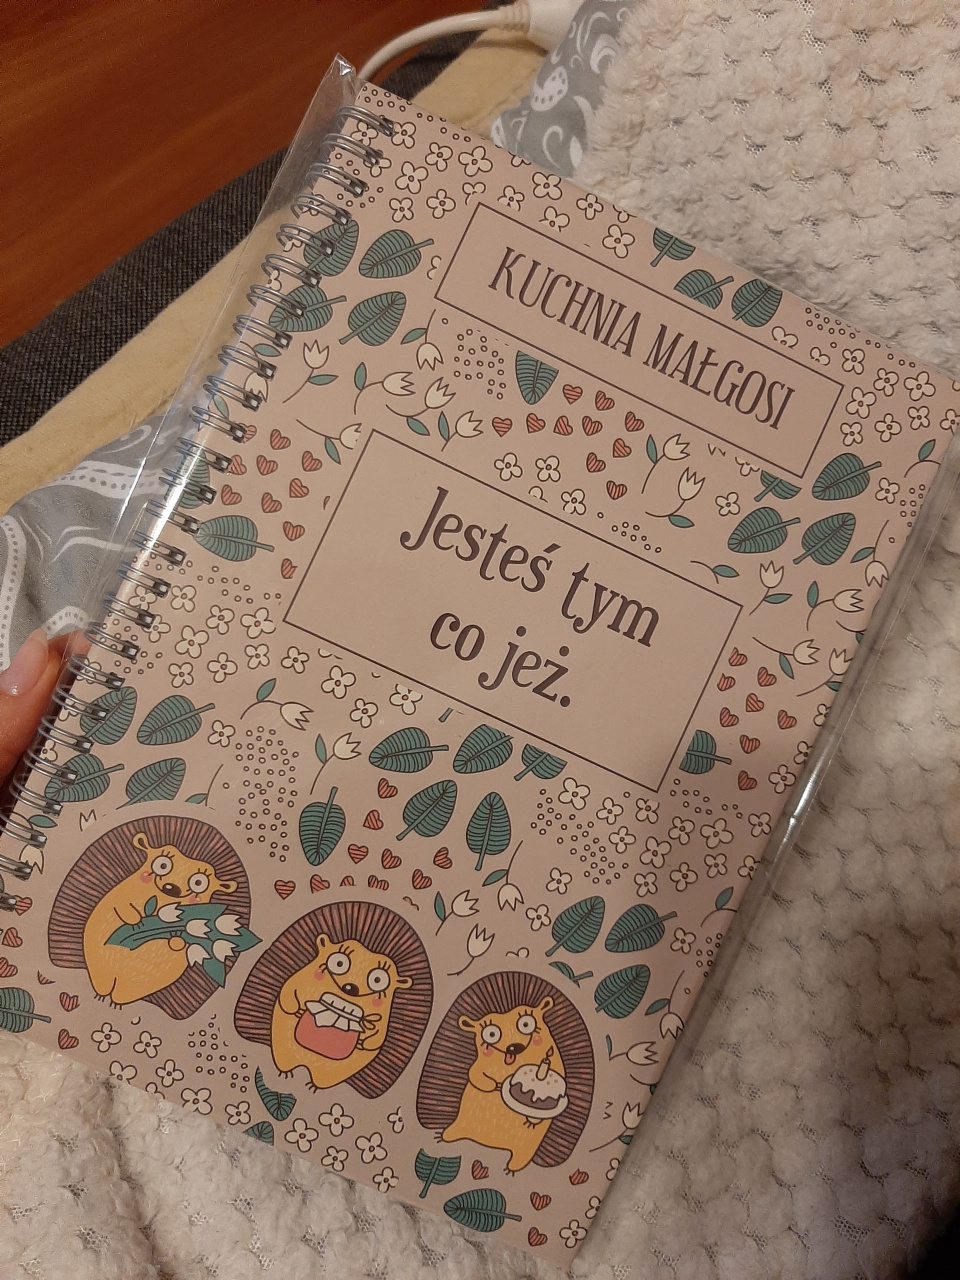 KUCHNIA MAŁGOSI
Jesteś tym
co jeż.